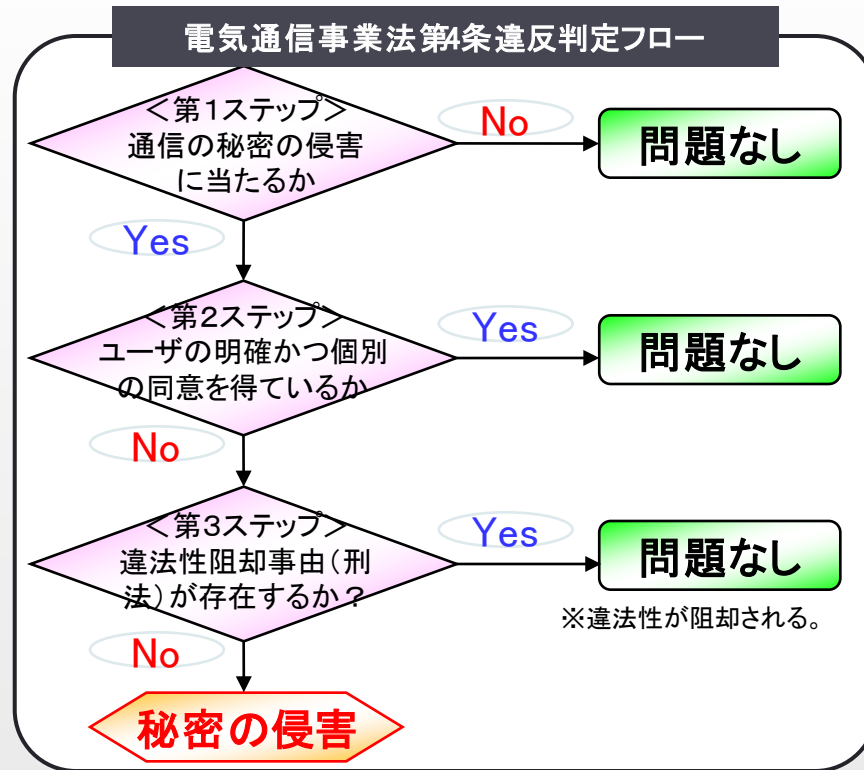 電気通信事業法第4条違反判定フロー
＜第１ステップ＞
通信の秘密の侵害
に当たるか
No
問題なし
Yes
＜第２ステップ＞
ユーザの明確かつ個別
の同意を得ているか
Yes
問題なし
No
＜第３ステップ＞
違法性阻却事由（刑
法）が存在するか？
Yes
問題なし
※違法性が阻却される。
No
秘密の侵害